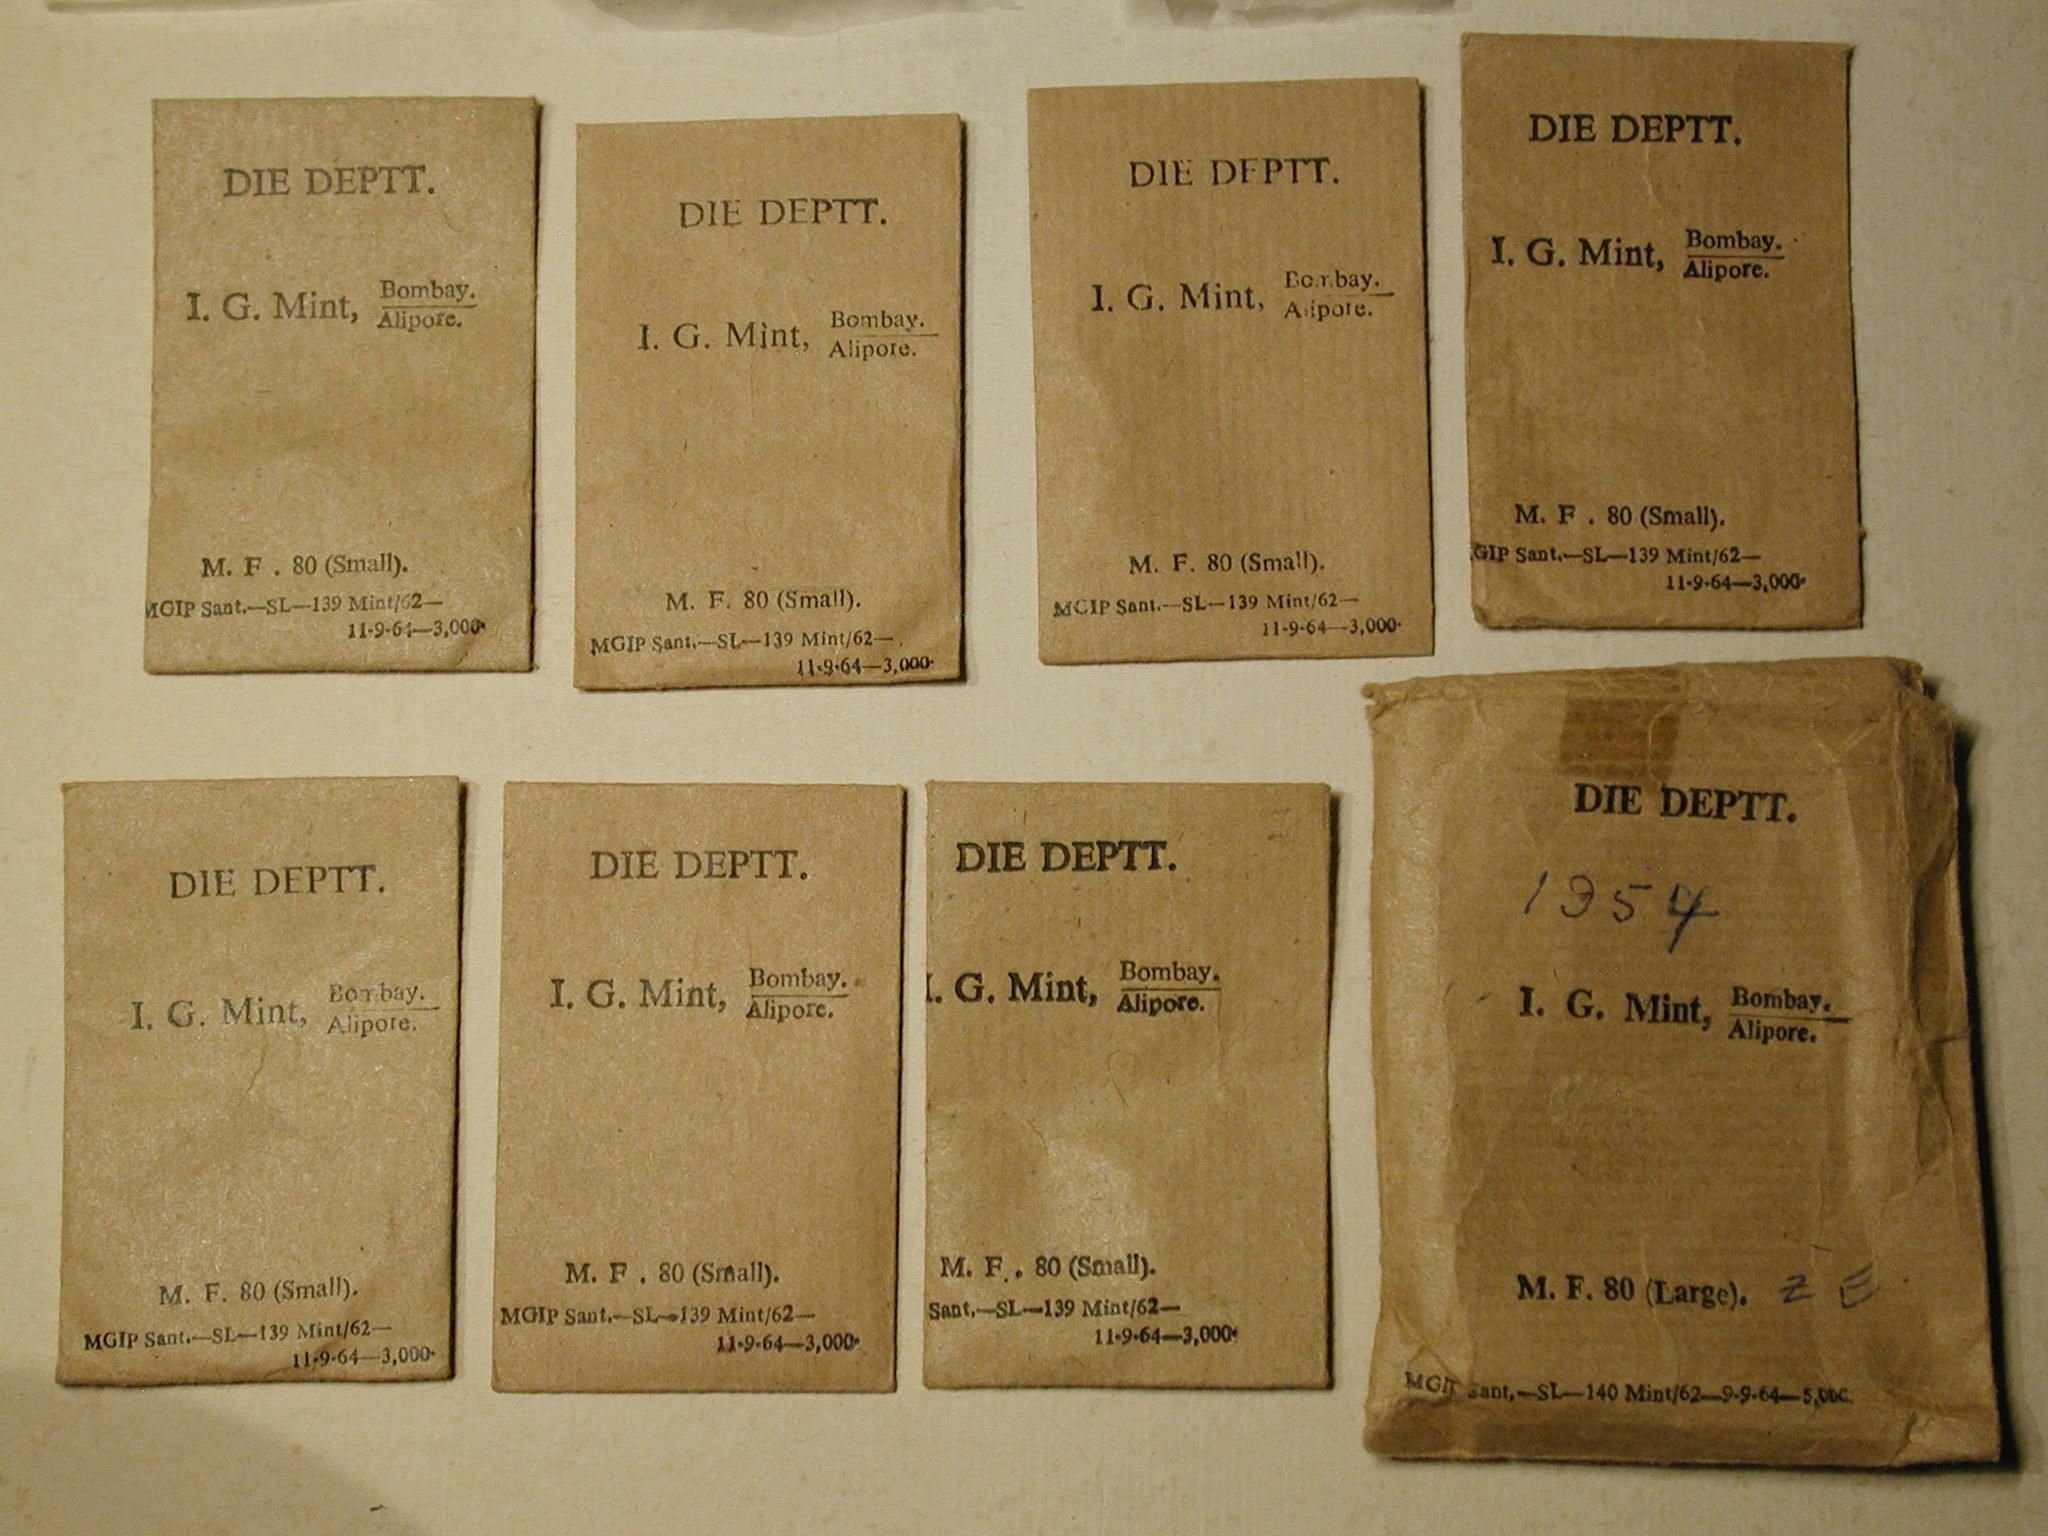 DIE DEPTT.
I. G. Mint, Bombay.
Alipore.
M. F. 80 (Small).
MGIP Sant.—SL—139 Mint/62—
11-9-64—3,000
DIE DEPTT.
I. G. Mint, Bombay.
Alipore.
M. F. 80 (Small).
MGIP Sant.—SL—139 Mint/62—
11-9-64—3,000
DIE DEPTT.
I. G. Mint, Bombay.
Alipore.
M. F. 80 (Small).
MGIP Sant.—SL—139 Mint/62—
11-9-64—3,000
DIE DEPTT.
I. G. Mint, Bombay.
Alipore.
M. F. 80 (Small).
GIP Sant.—SL—139 Mint/62—
11-9-64—3,000
DIE DEPTT.
I. G. Mint, Bombay.
Alipore.
M. F. 80 (Small).
MGIP Sant.—SL—139 Mint/62—
11-9-64—3,000
DIE DEPTT.
I. G. Mint, Bombay.
Alipore.
M. F. 80 (Small).
MGIP Sant.—SL—139 Mint/62—
11-9-64—3,000
DIE DEPTT.
I. G. Mint, Bombay.
Alipore.
M. F. 80 (Small).
Sant.—SL—139 Mint/62—
11-9-64—3,000
DIE DEPTT.
1954
I. G. Mint, Bombay.
Alipore.
M. F. 80 (Large). Z E
MGIP Sant,—SL—140 Mint/62—9-9-64—5,000